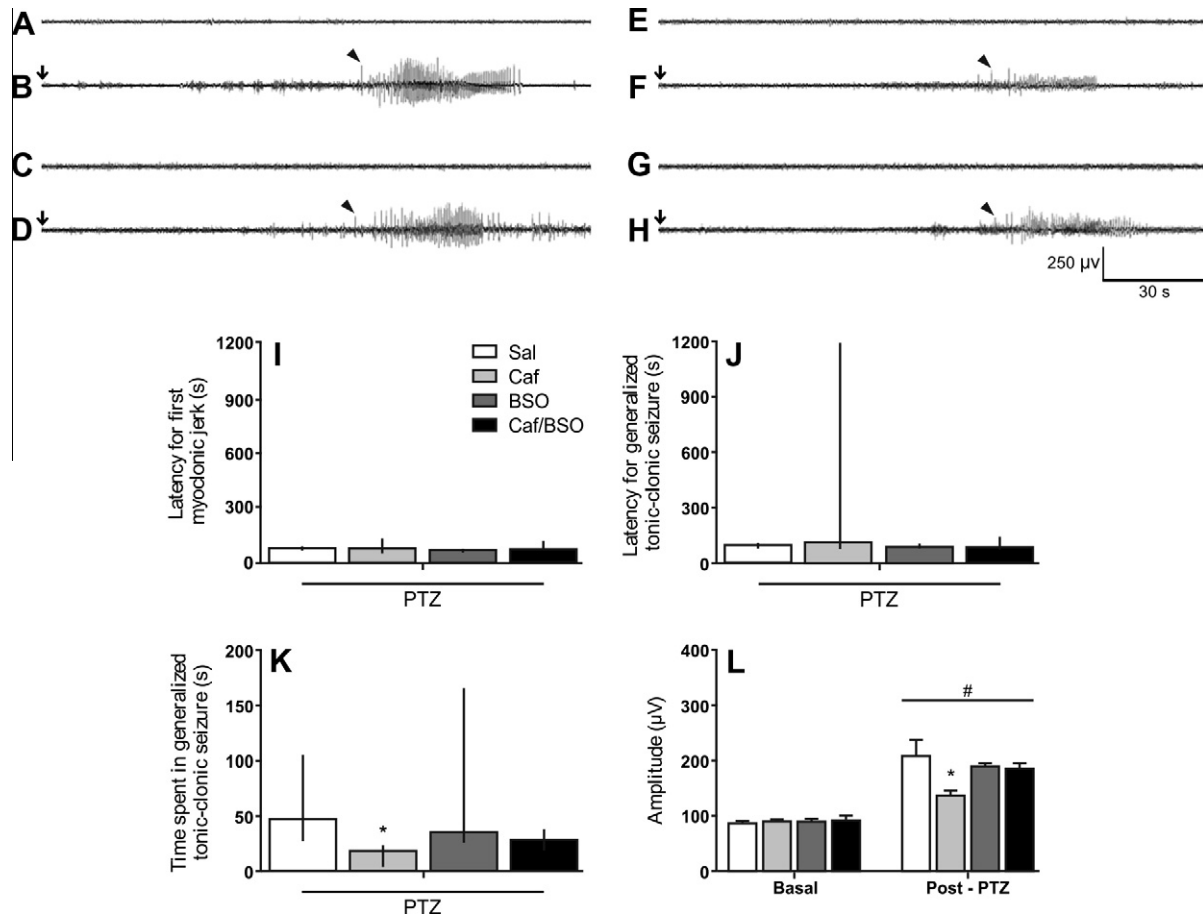 A
E
B
F
C
G
D
H
250 μv
30 s
I
1200
900
600
300
0
Latency for first
myodonic jerk (s)
Sal
Caf
BSO
Caf/BSO
PTZ
J
1200
900
600
300
0
Latency for generalized
tonic-clonic seizure (s)
PTZ
K
200
150
100
50
0
Time spent in generalized
tonic-clonic seizure (s)
*
PTZ
L
400
300
200
100
0
Amplitude (μV)
#
*
Basal
Post - PTZ